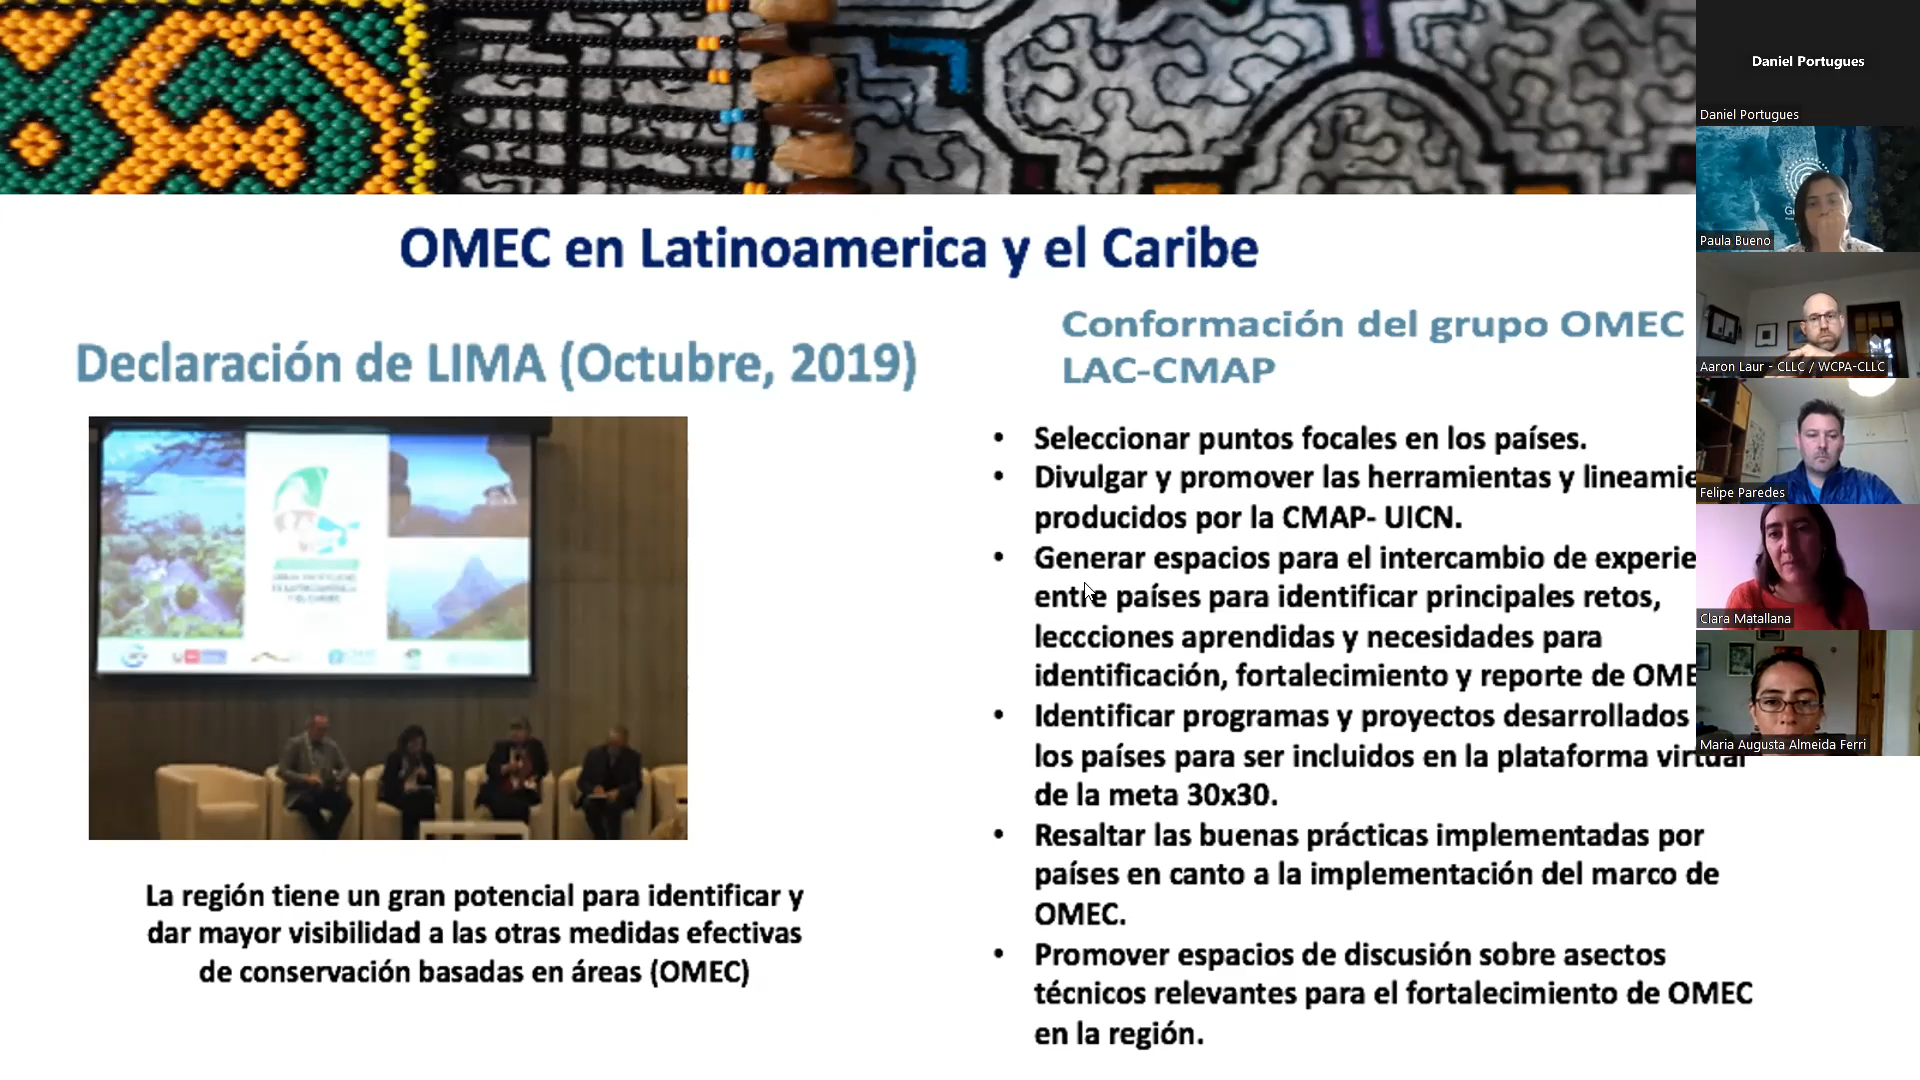 OMEC en Latinoamerica y el Caribe
Declaración de LIMA (Octubre, 2019)
La región tiene un gran potencial para identificar y
dar mayor visibilidad a las otras medidas efectivas
de conservación basadas en áreas (OMEC)
Conformación del grupo OMEC
LAC-CMAP
• Seleccionar puntos focales en los países.
• Divulgar y promover las herramientas y lineamie
producidos por la CMAP- UICN.
• Generar espacios para el intercambio de experie
entre países para identificar principales retos,
leccciones aprendidas y necesidades para
identificación, fortalecimiento y reporte de OME
• Identificar programas y proyectos desarrollados
los países para ser incluidos en la plataforma virtual
de la meta 30x30.
• Resaltar las buenas prácticas implementadas por
países en canto a la implementación del marco de
OMEC.
• Promover espacios de discusión sobre asectos
técnicos relevantes para el fortalecimiento de OMEC
en la región.
Daniel Portugues
Daniel Portugues
Paula Bueno
Aaron Laur - CLLC / WCPA-CLLC
Felipe Paredes
Clara Matallana
Maria Augusta Almeida Ferri